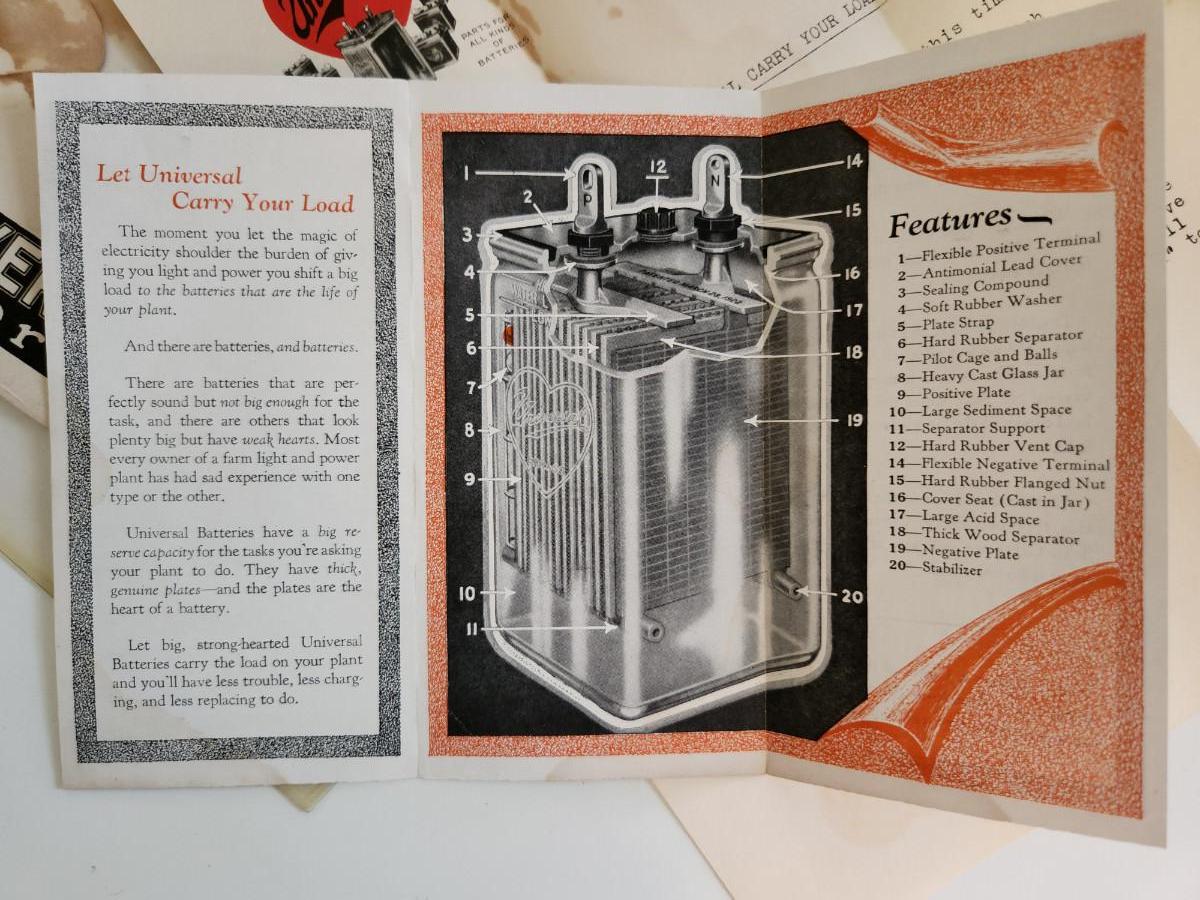 PARTS FOR
ALL KINDS
OF
BATTERIES
CARRY YOUR LOA
this tim
Let Universal
Carry Your Load
The moment you let the magic of
electricity shoulder the burden of giv-
ing you light and power you shift a big
load to the batteries that are the life of
your plant.
And there are batteries, and batteries.
There are batteries that are per-
fectly sound but not big enough for the
task, and there are others that look
plenty big but have weak hearts. Most
every owner of a farm light and power
plant has had sad experience with one
type or the other.
Universal Batteries have a big re-
serve capacity for the tasks you're asking
your plant to do. They have thick,
genuine plates—and the plates are the
heart of a battery.
Let big, strong-hearted Universal
Batteries carry the load on your plant
and you'll have less trouble, less charg-
ing, and less replacing to do.
1
2
3
4
5
6
7
8
9
10
11
12
14
15
16
17
18
19
20
P
N
Features
1—Flexible Positive Terminal
2—Antimonial Lead Cover
3—Sealing Compound
4—Soft Rubber Washer
5—Plate Strap
6—Hard Rubber Separator
7—Pilot Cage and Balls
8—Heavy Cast Glass Jar
9—Positive Plate
10—Large Sediment Space
11—Separator Support
12—Hard Rubber Vent Cap
14—Flexible Negative Terminal
15—Hard Rubber Flanged Nut
16—Cover Seat (Cast in Jar)
17—Large Acid Space
18—Thick Wood Separator
19—Negative Plate
20—Stabilizer